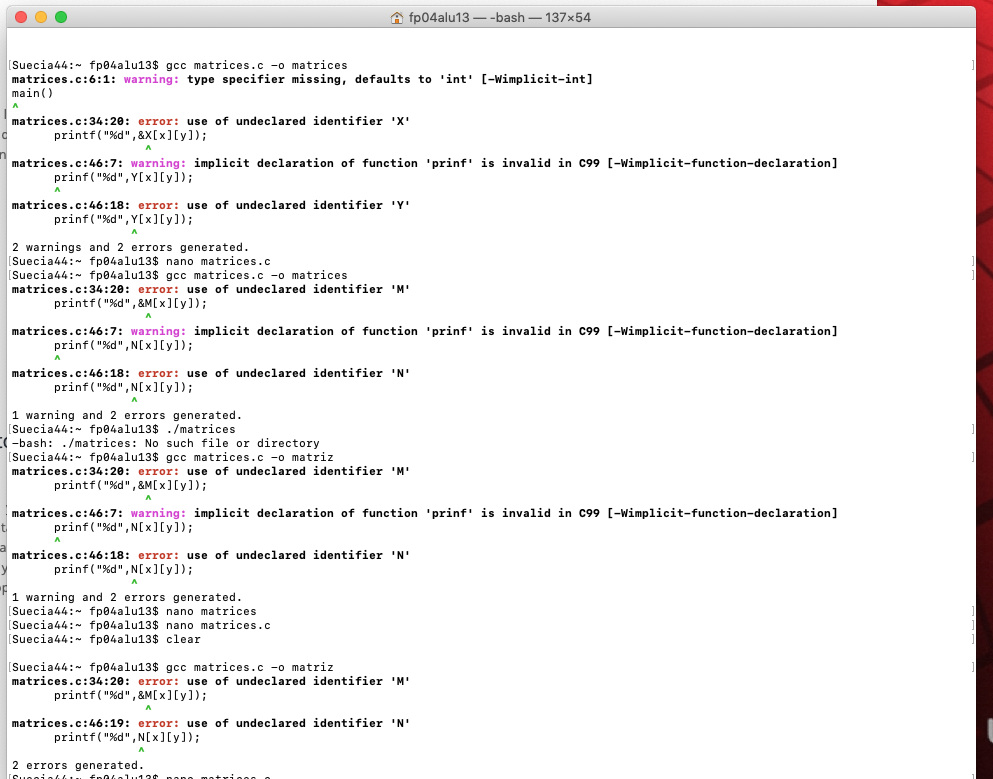 fp04alu13 — -bash — 137×54
[Suecia44:~ fp04alu13$ gcc matrices.c -o matrices ]
matrices.c:6:1: warning: type specifier missing, defaults to 'int' [-Wimplicit-int]
main()
^
matrices.c:34:20: error: use of undeclared identifier 'X'
printf("%d",&X[x][y]);
^
matrices.c:46:7: warning: implicit declaration of function 'prinf' is invalid in C99 [-Wimplicit-function-declaration]
prinf("%d",Y[x][y]);
^
matrices.c:46:18: error: use of undeclared identifier 'Y'
prinf("%d",Y[x][y]);
^
2 warnings and 2 errors generated.
[Suecia44:~ fp04alu13$ nano matrices.c ]
[Suecia44:~ fp04alu13$ gcc matrices.c -o matrices ]
matrices.c:34:20: error: use of undeclared identifier 'M'
printf("%d",&M[x][y]);
^
matrices.c:46:7: warning: implicit declaration of function 'prinf' is invalid in C99 [-Wimplicit-function-declaration]
prinf("%d",N[x][y]);
^
matrices.c:46:18: error: use of undeclared identifier 'N'
prinf("%d",N[x][y]);
^
1 warning and 2 errors generated.
[Suecia44:~ fp04alu13$ ./matrices ]
-bash: ./matrices: No such file or directory
[Suecia44:~ fp04alu13$ gcc matrices.c -o matriz ]
matrices.c:34:20: error: use of undeclared identifier 'M'
printf("%d",&M[x][y]);
^
matrices.c:46:7: warning: implicit declaration of function 'prinf' is invalid in C99 [-Wimplicit-function-declaration]
prinf("%d",N[x][y]);
^
matrices.c:46:18: error: use of undeclared identifier 'N'
prinf("%d",N[x][y]);
^
1 warning and 2 errors generated.
[Suecia44:~ fp04alu13$ nano matrices ]
[Suecia44:~ fp04alu13$ nano matrices.c ]
[Suecia44:~ fp04alu13$ clear ]
[Suecia44:~ fp04alu13$ gcc matrices.c -o matriz ]
matrices.c:34:20: error: use of undeclared identifier 'M'
printf("%d",&M[x][y]);
^
matrices.c:46:19: error: use of undeclared identifier 'N'
printf("%d",N[x][y]);
^
2 errors generated.
[Suecia44:~ fp04alu13$ nano matrices.c ]